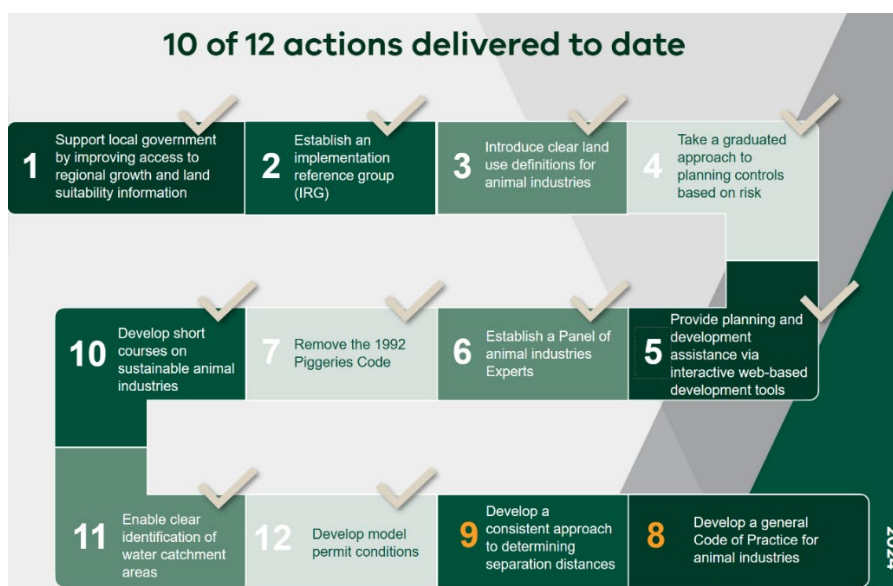 10 of 12 actions delivered to date
1
Support local government
by improving access to
regional growth and land
suitability information
2
Establish an
implementation
reference group
(IRG)
3
Introduce clear land
use definitions for
animal industries
4
Take a graduated
approach to
planning controls
based on risk
10
Develop short
courses on
sustainable animal
industries
7
Remove the 1992
Piggeries Code
6
Establish a Panel of
animal industries
Experts
5
Provide planning and
development
assistance via
interactive web-based
development tools
11
Enable clear
identification of
water catchment
areas
12
Develop model
permit conditions
9
Develop a
consistent approach
to determining
separation distances
8
Develop a general
Code of Practice for
animal industries
2024